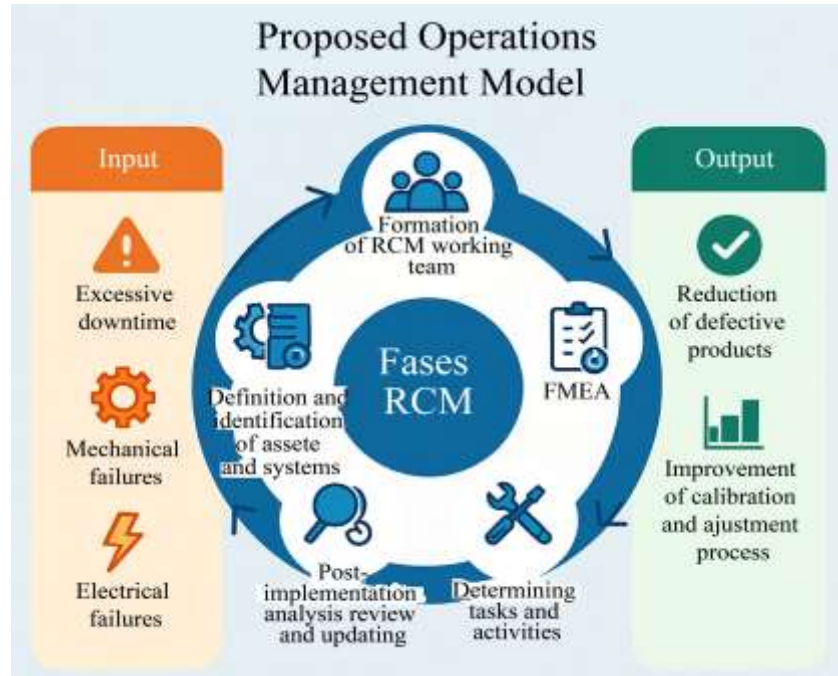 Proposed Operations
Management Model
Input
Excessive
downtime
Mechanical
failures
Electrical
failures
Formation
of RCM working
team
FMEA
Determining
tasks and
activities
Post-
implementation
analysis review
and updating
Definition and
identification
of assete
and systems
Fases
RCM
Output
Reduction
of defective
products
Improvement
of calibration
and ajustment
process